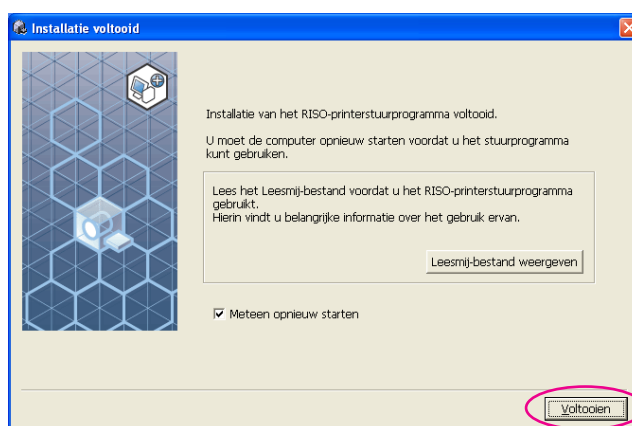 Installatie voltooid
Installatie van het RISO-printerstuurprogramma voltooid.
U moet de computer opnieuw starten voordat u het stuurprogramma
kunt gebruiken.
Lees het Leesmij-bestand voordat u het RISO-printerstuurprogramma
gebruikt.
Hierin vindt u belangrijke informatie over het gebruik ervan.
Leesmij-bestand weergeven
Meteen opnieuw starten
Voltooien